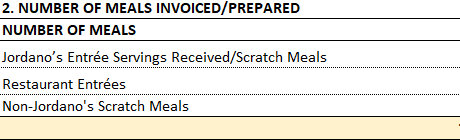 2. NUMBER OF MEALS INVOICED/PREPARED
NUMBER OF MEALS
Jordano’s Entrée Servings Received/Scratch Meals
Restaurant Entrées
Non-Jordano's Scratch Meals